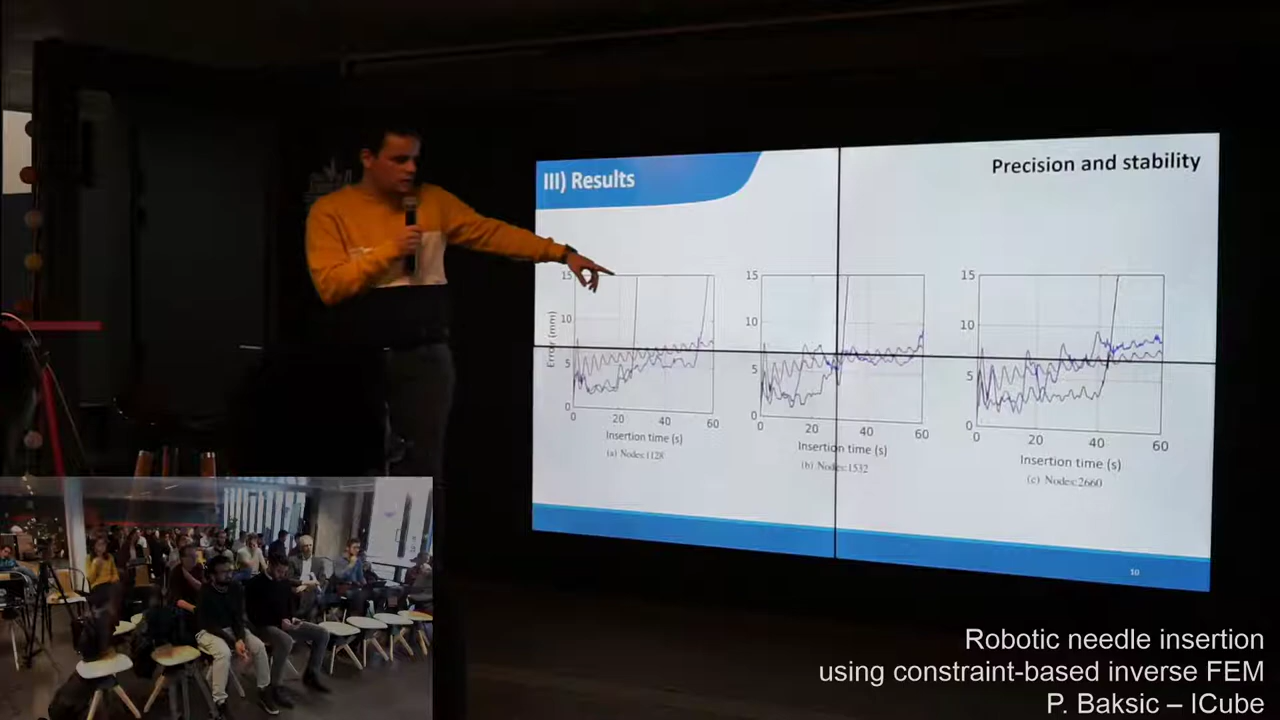 III) Results
Precision and stability
15
10
5
0
Error (mm)
0 20 40 60
Insertion time (s)
(a) Nodes:1128
15
10
5
0
0 20 40 60
Insertion time (s)
(b) Nodes:1532
15
10
5
0
0 20 40 60
Insertion time (s)
(c) Nodes:2660
10
Robotic needle insertion
using constraint-based inverse FEM
P. Baksic – ICube